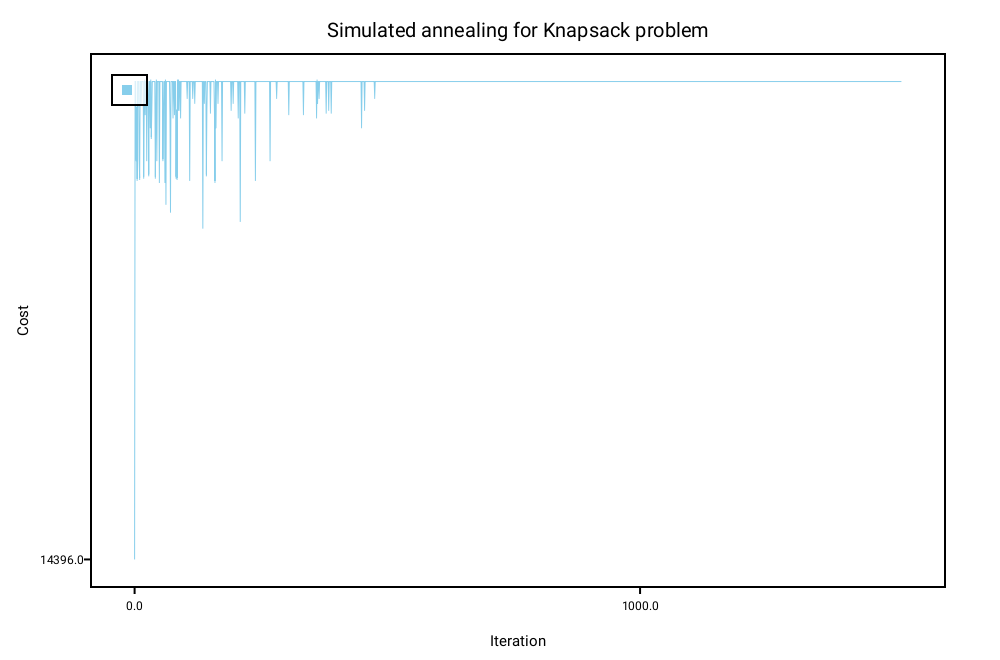 Simulated annealing for Knapsack problem
Cost
14396.0
0.0
1000.0
Iteration